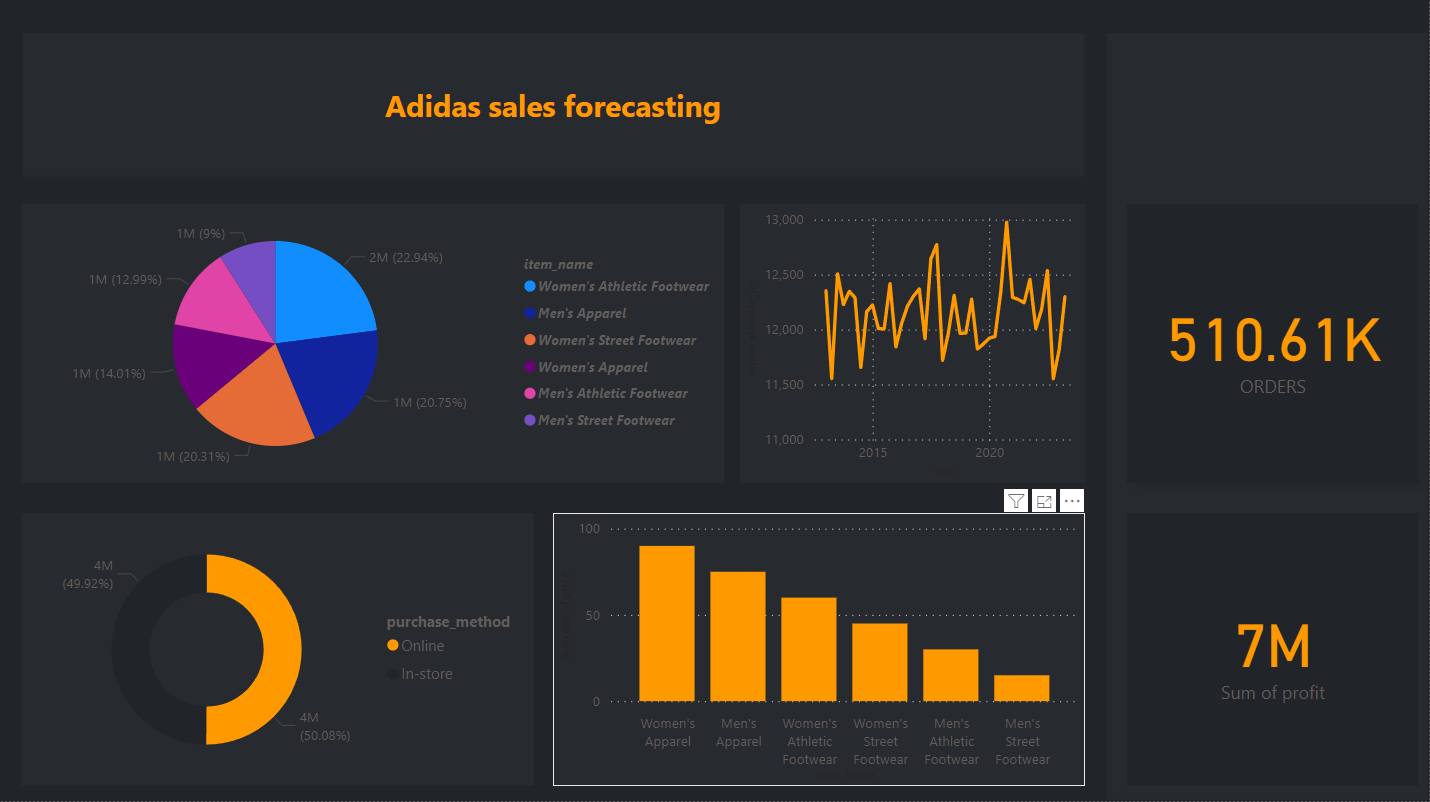 Adidas sales forecasting
1M (9%)
2M (22.94%)
1M (12.99%)
1M (14.01%)
1M (20.75%)
1M (20.31%)
item_name
Women's Athletic Footwear
Men's Apparel
Women's Street Footwear
Women's Apparel
Men's Athletic Footwear
Men's Street Footwear
13,000
12,500
12,000
11,500
11,000
2015
2020
510.61K
ORDERS
4M
(49.92%)
4M
(50.08%)
purchase_method
Online
In-store
100
50
0
Women's
Apparel
Men's
Apparel
Women's
Athletic
Footwear
Women's
Street
Footwear
Men's
Athletic
Footwear
Men's
Street
Footwear
7M
Sum of profit